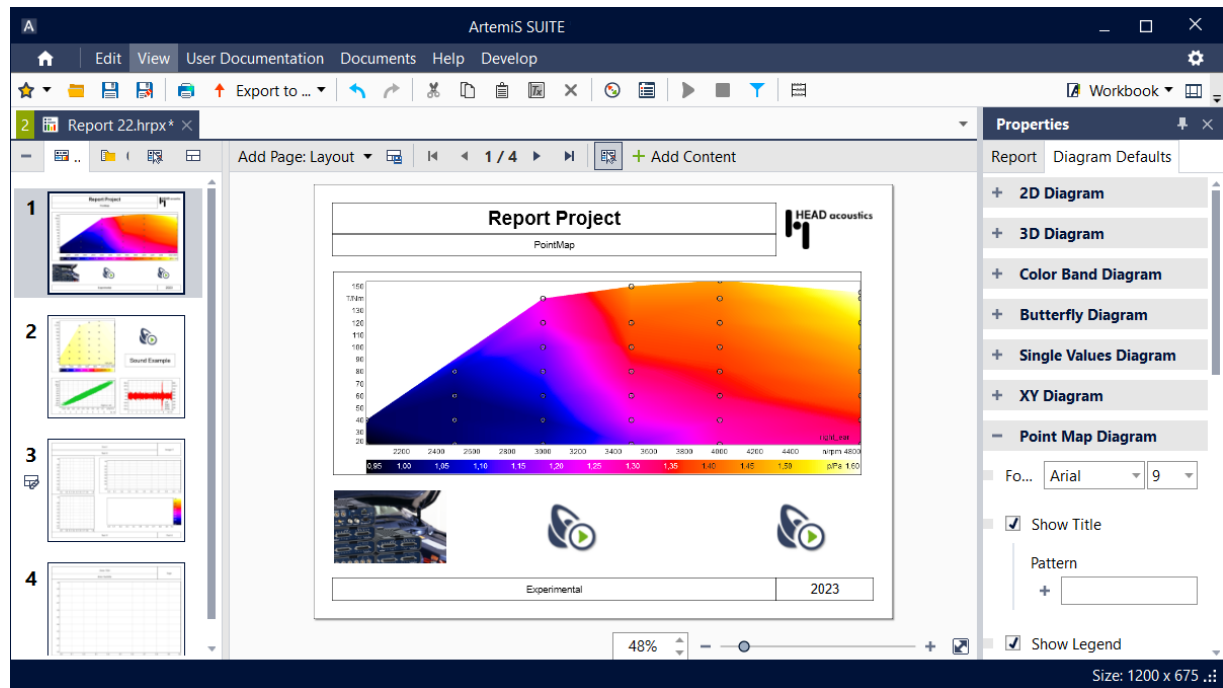 A ArtemiS SUITE
Edit View User Documentation Documents Help Develop
Export to ... Workbook
2 Report 22.hrpx* Properties
Add Page: Layout 1 / 4 Add Content Report Diagram Defaults
1
2
3
4
Report Project
PointMap
HEAD acoustics
150
T/Nm
130
120
110
100
90
80
70
60
50
40
30
20
2200 2400 2600 2800 3000 3200 3400 3600 3800 4000 4200 4400 n/rpm 4800
0,95 1,00 1,05 1,10 1,15 1,20 1,25 1,30 1,35 1,40 1,45 1,50 p/Pa 1,60
Experimental 2023
Report Project
Sound Example
2D Diagram
3D Diagram
Color Band Diagram
Butterfly Diagram
Single Values Diagram
XY Diagram
Point Map Diagram
Fo... Arial 9
Show Title
Pattern
Show Legend
48%
Size: 1200 x 675